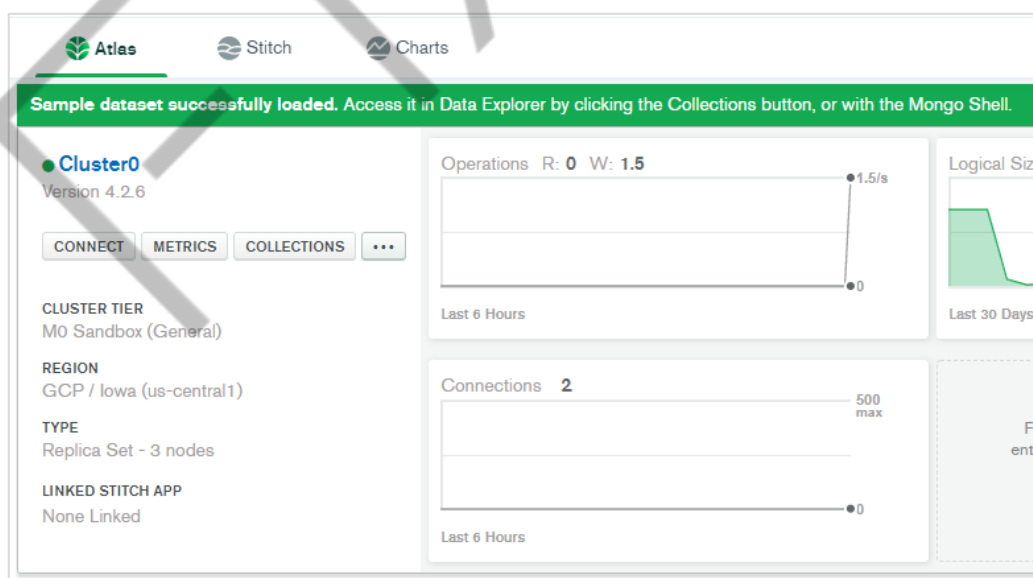 Atlas
Stitch
Charts
Sample dataset successfully loaded. Access it in Data Explorer by clicking the Collections button, or with the Mongo Shell.
Cluster0
Version 4.2.6
CONNECT
METRICS
COLLECTIONS
...
CLUSTER TIER
M0 Sandbox (General)
REGION
GCP / Iowa (us-central1)
TYPE
Replica Set - 3 nodes
LINKED STITCH APP
None Linked
Operations R: 0 W: 1.5
1.5/s
0
Last 6 Hours
Connections 2
500
max
0
Last 6 Hours
Logical Siz
Last 30 Days
F
ent